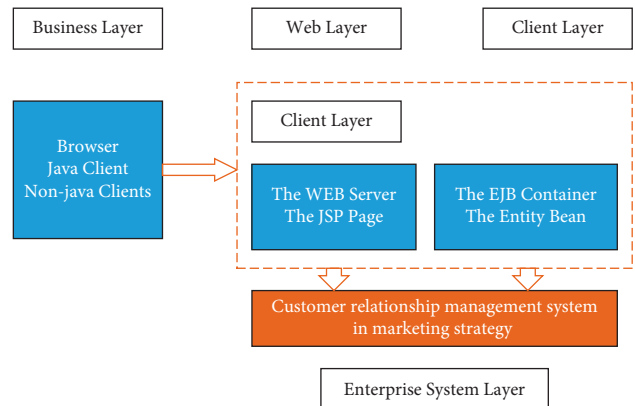 Business Layer
Web Layer
Client Layer
Browser
Java Client
Non-java Clients
Client Layer
The WEB Server
The JSP Page
The EJB Container
The Entity Bean
Customer relationship management system
in marketing strategy
Enterprise System Layer